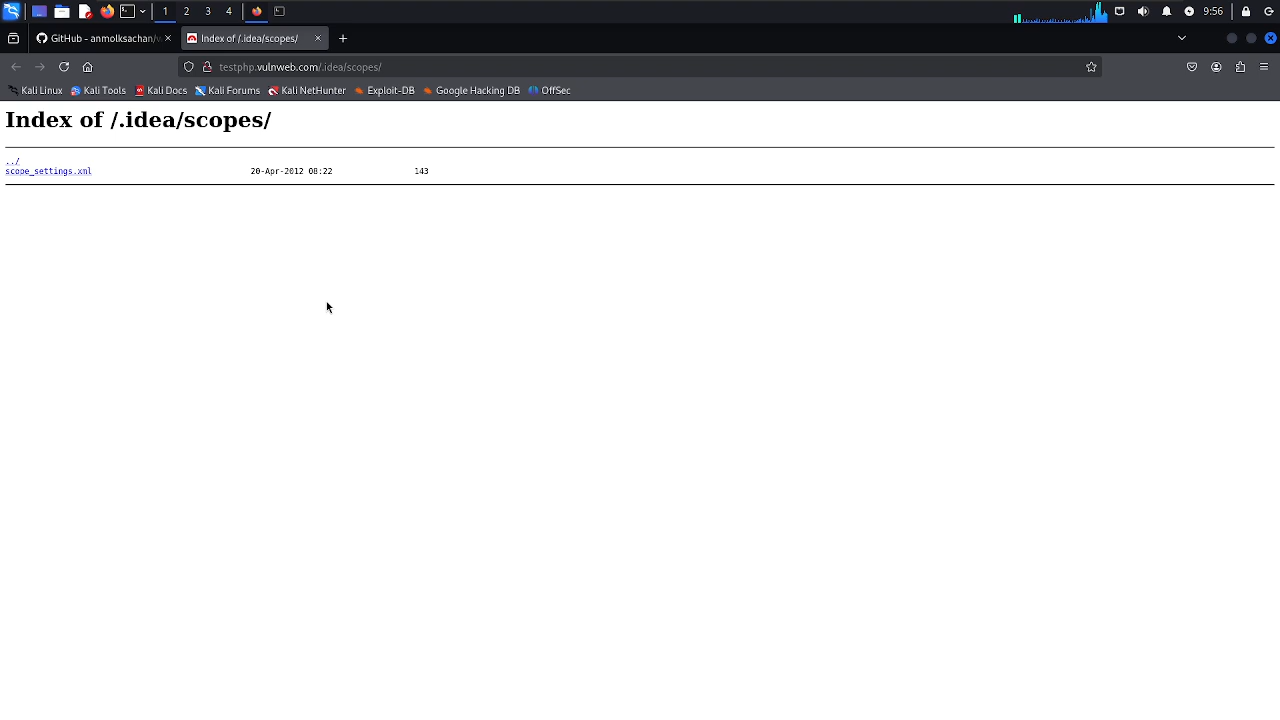 1 2 3 4 9:56
GitHub - anmolksachan/w Index of /.idea/scopes/
testphp.vulnweb.com/.idea/scopes/
Kali Linux Kali Tools Kali Docs Kali Forums Kali NetHunter Exploit-DB Google Hacking DB OffSec
Index of /.idea/scopes/
../
scope_settings.xml 20-Apr-2012 08:22 143